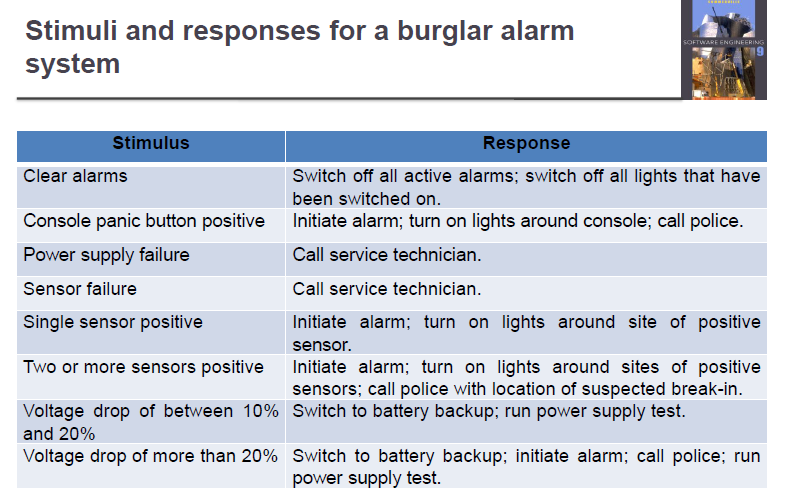 Stimuli and responses for a burglar alarm
system
SOMMERVILLE
SOFTWARE ENGINEERING
9
Stimulus Response
Clear alarms Switch off all active alarms; switch off all lights that have
been switched on.
Console panic button positive Initiate alarm; turn on lights around console; call police.
Power supply failure Call service technician.
Sensor failure Call service technician.
Single sensor positive Initiate alarm; turn on lights around site of positive
sensor.
Two or more sensors positive Initiate alarm; turn on lights around sites of positive
sensors; call police with location of suspected break-in.
Voltage drop of between 10% Switch to battery backup; run power supply test.
and 20%
Voltage drop of more than 20% Switch to battery backup; initiate alarm; call police; run
power supply test.